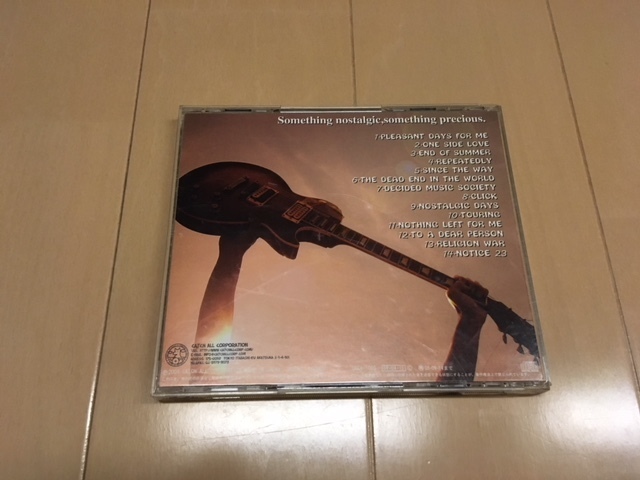 Something nostalgic,something precious.
1·PLEASANT DAYS FOR ME
2·ONE SIDE LOVE
3·END OF SUMMER
4·REPEATEDLY
5·SINCE THE WAY
6·THE DEAD END IN THE WORLD
7·DECIDED MUSIC SOCIETY
8·CLICK
9·NOSTALGIC DAYS
10·TOURING
11·NOTHING LEFT FOR ME
12·TO A DEAR PERSON
13·RELIGION WAR
14·NOTICE 23
CATCH ALL CORPORATION